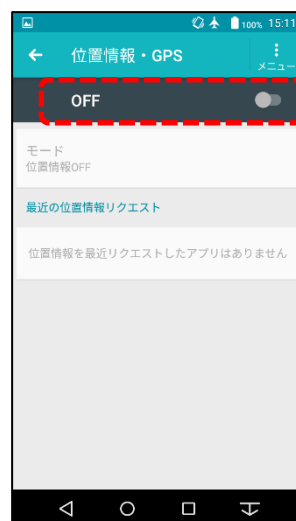 100% 15:11
位置情報・GPS
メニュー
OFF
モード
位置情報OFF
最近の位置情報リクエスト
位置情報を最近リクエストしたアプリはありません